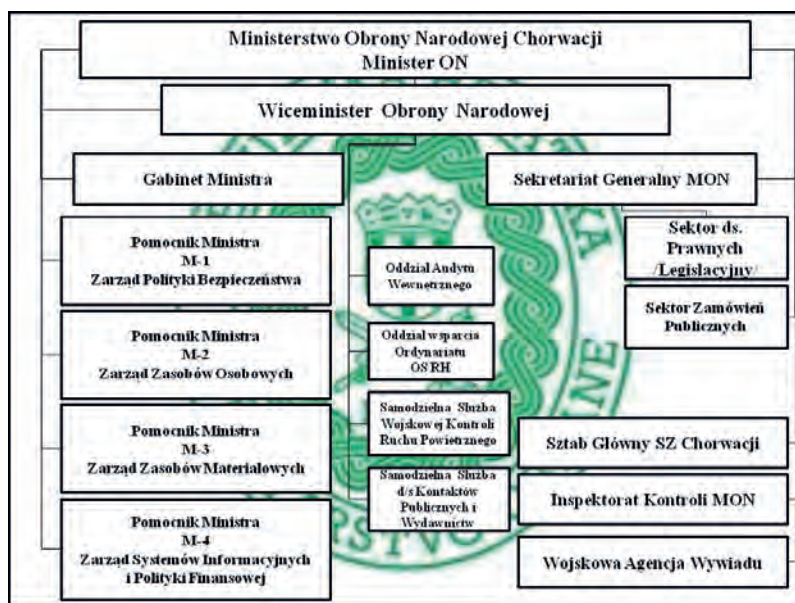 Ministerstwo Obrony Narodowej Chorwacji
Minister ON
Wiceminister Obrony Narodowej
Gabinet Ministra
Sekretariat Generalny MON
Pomocnik Ministra
M-1
Zarząd Polityki Bezpieczeństwa
Pomocnik Ministra
M-2
Zarząd Zasobów Osobowych
Pomocnik Ministra
M-3
Zarząd Zasobów Materiałowych
Pomocnik Ministra
M-4
Zarząd Systemów Informacyjnych
i Polityki Finansowej
Oddział Audytu
Wewnętrznego
Oddział wsparcia
Ordynariatu
OS RH
Samodzielna Służba
Wojskowej Kontroli
Ruchu Powietrznego
Samodzielna Służba
d/s Kontaktów
Publicznych i
Wydawnictw
Sektor ds.
Prawnych
/Legislacyjny/
Sektor Zamówień
Publicznych
Sztab Główny SZ Chorwacji
Inspektorat Kontroli MON
Wojskowa Agencja Wywiadu